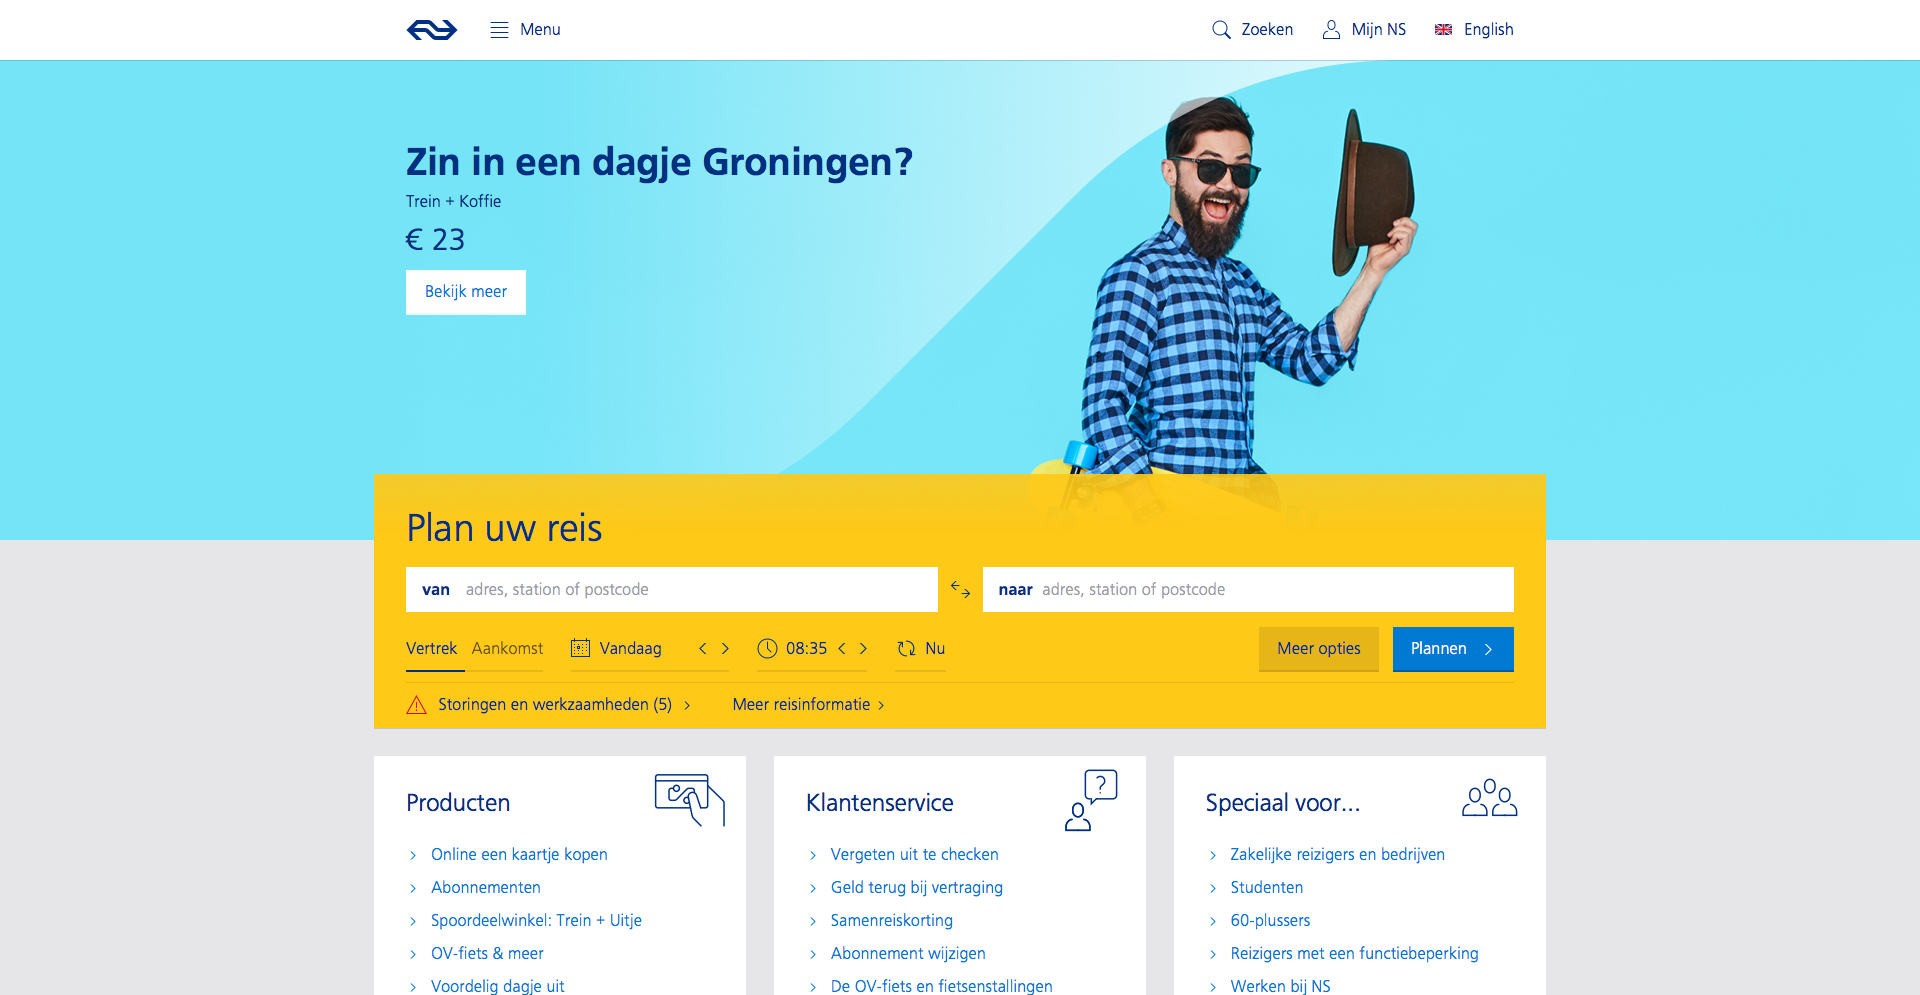 Menu
Zoeken
Mijn NS
English
Zin in een dagje Groningen?
Trein + Koffie
€ 23
Bekijk meer
Plan uw reis
van adres, station of postcode
naar adres, station of postcode
Vertrek Aankomst Vandaag 08:35 Nu
Meer opties
Plannen
Storingen en werkzaamheden (5)
Meer reisinformatie
Producten
Online een kaartje kopen
Abonnementen
Spoordeelwinkel: Trein + Uitje
OV-fiets & meer
Voordelig dagje uit
Klantenservice
?
Vergeten uit te checken
Geld terug bij vertraging
Samenreiskorting
Abonnement wijzigen
De OV-fiets en fietsenstallingen
Speciaal voor...
Zakelijke reizigers en bedrijven
Studenten
60-plussers
Reizigers met een functiebeperking
Werken bij NS